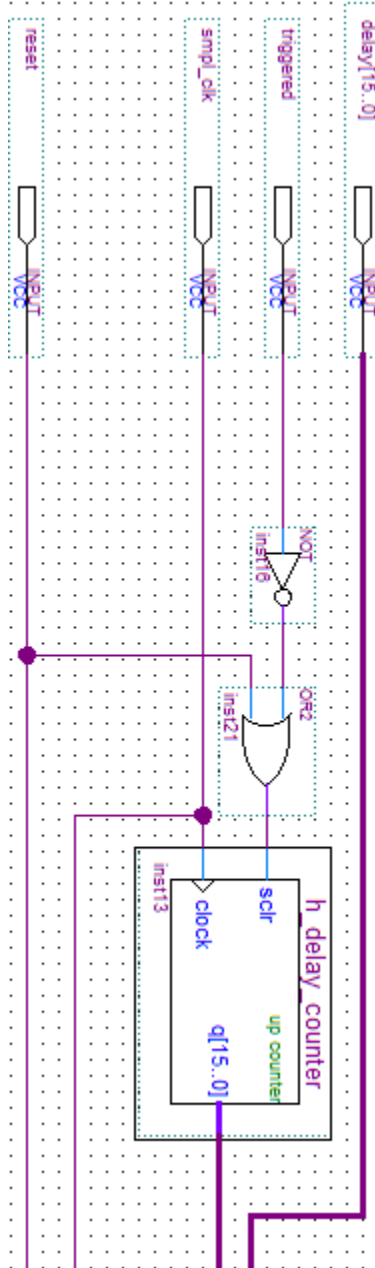 delay[15..0]
INPUT
VCC
triggered
INPUT
VCC
smpl_clk
INPUT
VCC
reset
INPUT
VCC
NOT
inst16
OR2
inst21
h_delay_counter
up counter
sclr
clock
q[15..0]
inst13